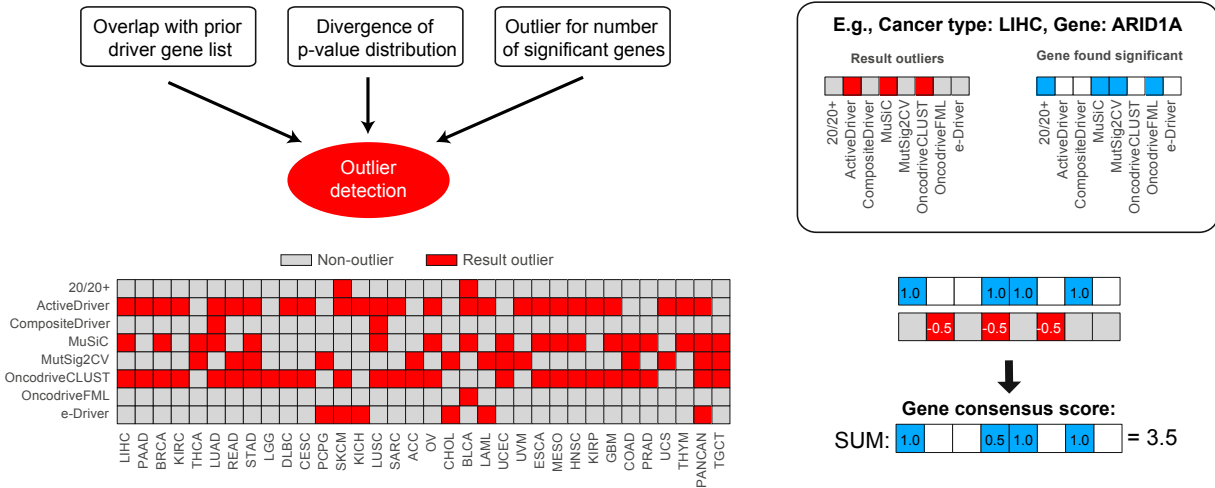 Overlap with prior
driver gene list
Divergence of
p-value distribution
Outlier for number
of significant genes
Outlier
detection
Non-outlier
Result outlier
20/20+
ActiveDriver
CompositeDriver
MuSiC
MutSig2CV
OncodriveCLUST
OncodriveFML
e-Driver
LIHC
PAAD
BRCA
KIRC
THCA
LUAD
READ
STAD
LGG
DLBC
CESC
PCPG
SKCM
KICH
LUSC
SARC
ACC
OV
CHOL
BLCA
LAML
UCEC
UVM
ESCA
MESO
HNSC
KIRP
GBM
COAD
PRAD
UCS
THYM
PANCAN
TGCT
E.g., Cancer type: LIHC, Gene: ARID1A
Result outliers
20/20+
ActiveDriver
CompositeDriver
MuSiC
MutSig2CV
OncodriveCLUST
OncodriveFML
e-Driver
Gene found significant
20/20+
ActiveDriver
CompositeDriver
MuSiC
MutSig2CV
OncodriveCLUST
OncodriveFML
e-Driver
1.0 1.0 1.0 1.0
-0.5 -0.5 -0.5
Gene consensus score:
SUM: 1.0 0.5 1.0 1.0 = 3.5